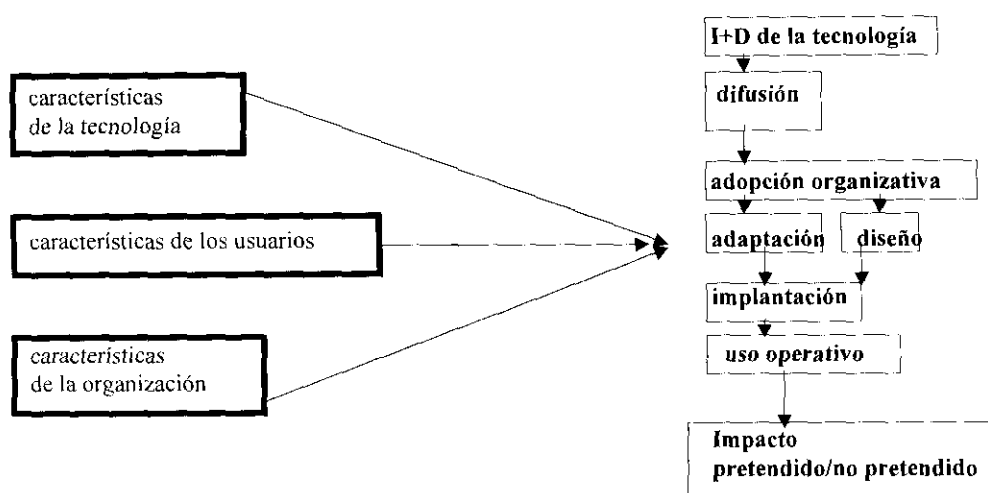 característícas
de la tecnología
características de los usuarios
características
de la organización
I+D de la tecnología
difusión
adopción organizativa
adaptación diseño
implantación
uso operativo
Impacto
pretendido/no pretendido